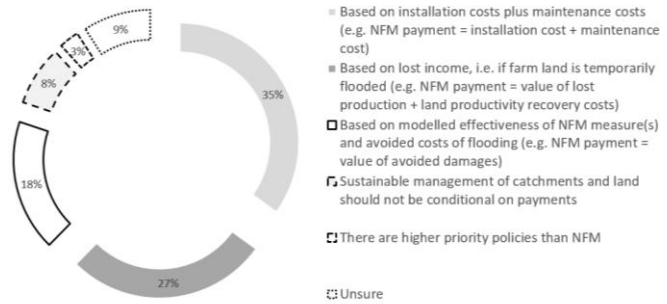 9%
3%
8%
35%
18%
27%
Based on installation costs plus maintenance costs
(e.g. NFM payment = installation cost + maintenance
cost)
Based on lost income, i.e. if farm land is temporarily
flooded (e.g. NFM payment = value of lost
production + land productivity recovery costs)
Based on modelled effectiveness of NFM measure(s)
and avoided costs of flooding (e.g. NFM payment =
value of avoided damages)
Sustainable management of catchments and land
should not be conditional on payments
There are higher priority policies than NFM
Unsure